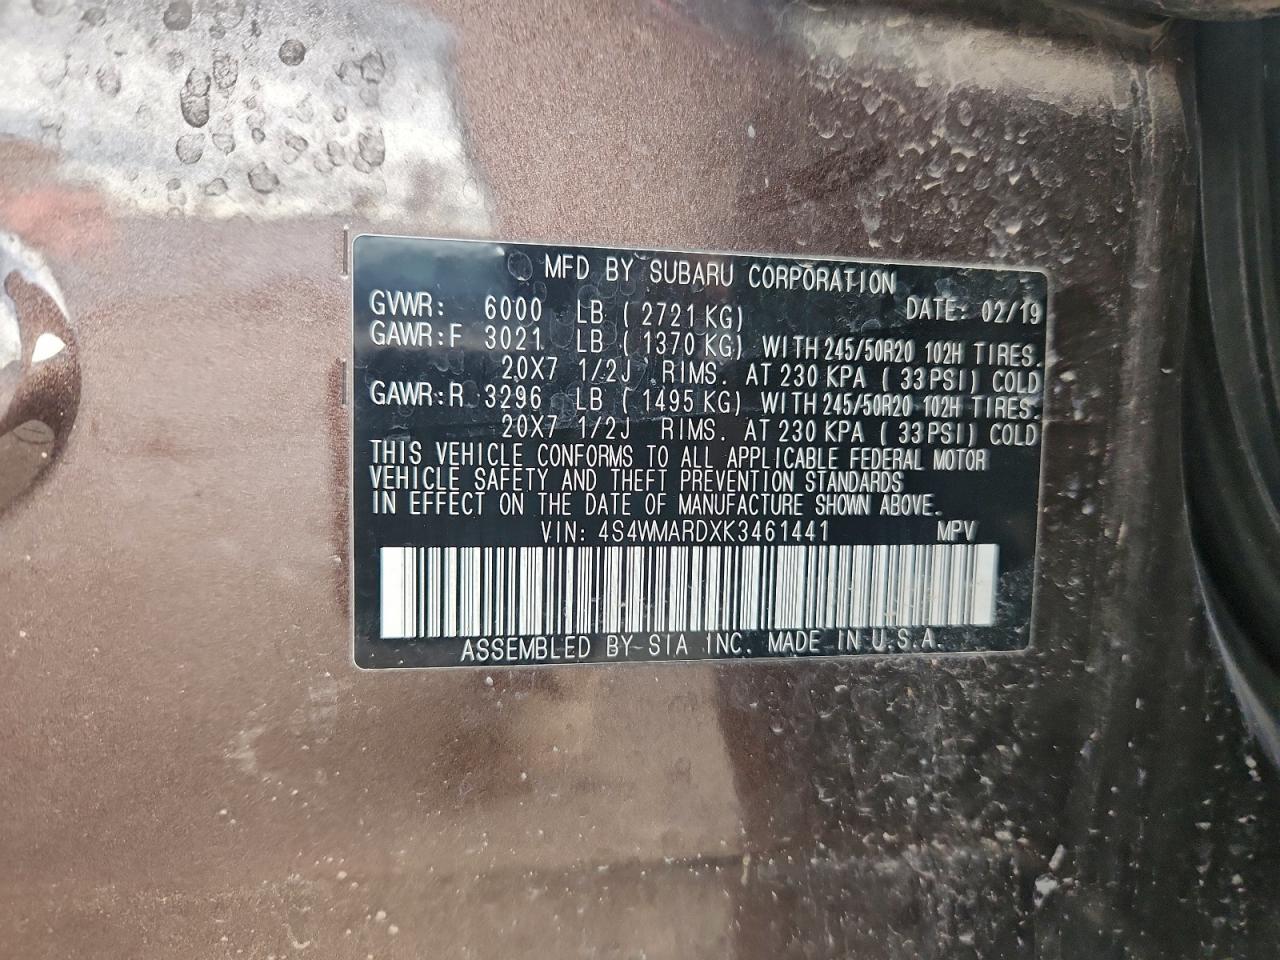 MFD BY SUBARU CORPORATION
GVWR: 6000 LB ( 2721 KG) DATE: 02/19
GAWR:F 3021 LB ( 1370 KG) WITH 245/50R20 102H TIRES.
20X7 1/2J RIMS. AT 230 KPA ( 33 PSI) COLD
GAWR:R 3296 LB ( 1495 KG) WITH 245/50R20 102H TIRES.
20X7 1/2J RIMS. AT 230 KPA ( 33 PSI) COLD
THIS VEHICLE CONFORMS TO ALL APPLICABLE FEDERAL MOTOR
VEHICLE SAFETY AND THEFT PREVENTION STANDARDS
IN EFFECT ON THE DATE OF MANUFACTURE SHOWN ABOVE.
VIN: 4S4WMARDXK3461441 MPV
ASSEMBLED BY SIA INC. MADE IN U.S.A.